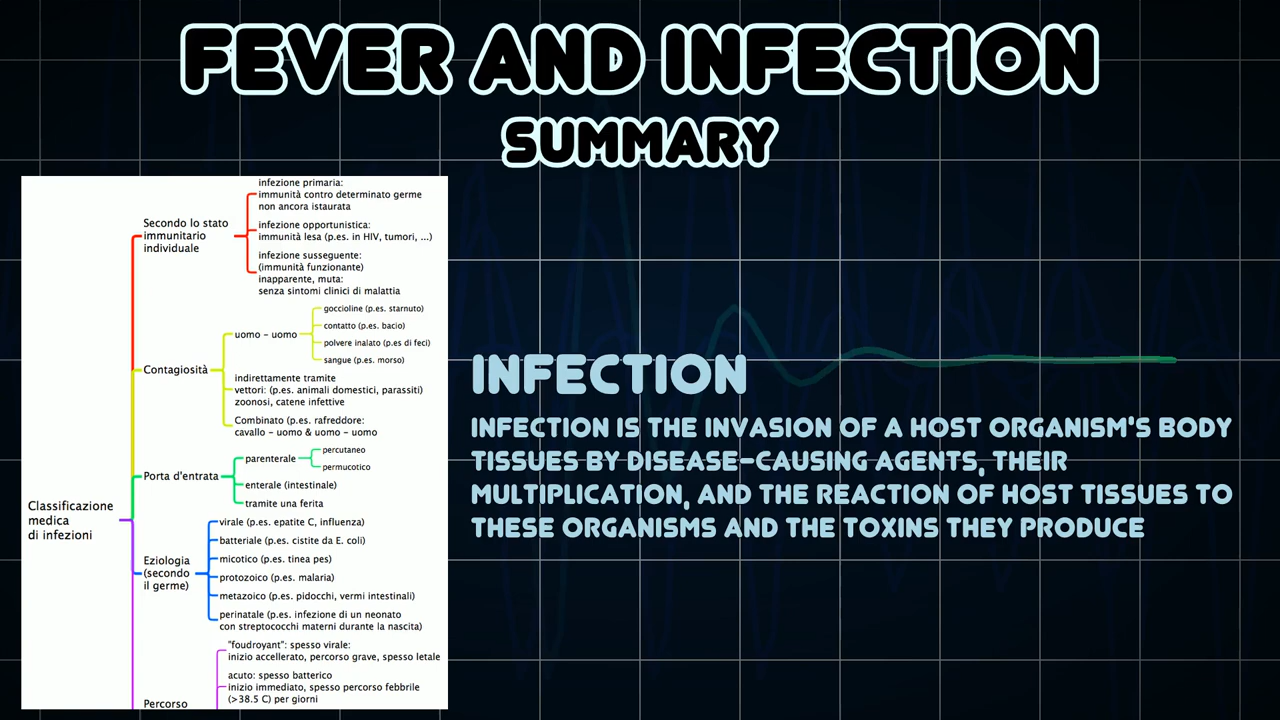 FEVER AND INFECTION
SUMMARY
Classificazione
medica
di infezioni
Secondo lo stato
immunitario
individuale
infezione primaria:
immunità contro determinato germe
non ancora istaurata
infezione opportunistica:
immunità lesa (p.es. in HIV, tumori, ...)
infezione susseguente:
(immunità funzionante)
inapparente, muta:
senza sintomi clinici di malattia
Contagiosità
uomo - uomo
goccioline (p.es. starnuto)
contatto (p.es. bacio)
polvere inalato (p.es di feci)
sangue (p.es. morso)
indirettamente tramite
vettori: (p.es. animali domestici, parassiti)
zoonosi, catene infettive
Combinato (p.es. rafreddore:
cavallo - uomo & uomo - uomo
Porta d'entrata
parenterale
percutaneo
permucotico
enterale (intestinale)
tramite una ferita
Eziologia
(secondo
il germe)
virale (p.es. epatite C, influenza)
batteriale (p.es. cistite da E. coli)
micotico (p.es. tinea pes)
protozoico (p.es. malaria)
metazoico (p.es. pidocchi, vermi intestinali)
perinatale (p.es. infezione di un neonato
con streptococchi materni durante la nascita)
Percorso
"foudroyant": spesso virale:
inizio accellerato, percorso grave, spesso letale
acuto: spesso batterico
inizio immediato, spesso percorso febbrile
(>38.5 C) per giorni
INFECTION
INFECTION IS THE INVASION OF A HOST ORGANISM'S BODY
TISSUES BY DISEASE-CAUSING AGENTS, THEIR
MULTIPLICATION, AND THE REACTION OF HOST TISSUES TO
THESE ORGANISMS AND THE TOXINS THEY PRODUCE